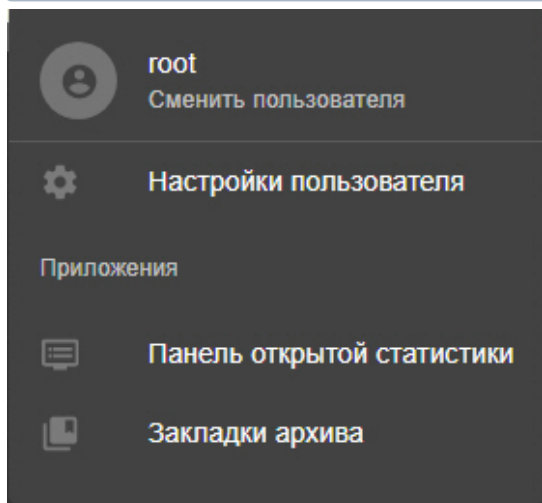 root
Сменить пользователя
Настройки пользователя
Приложения
Панель открытой статистики
Закладки архива